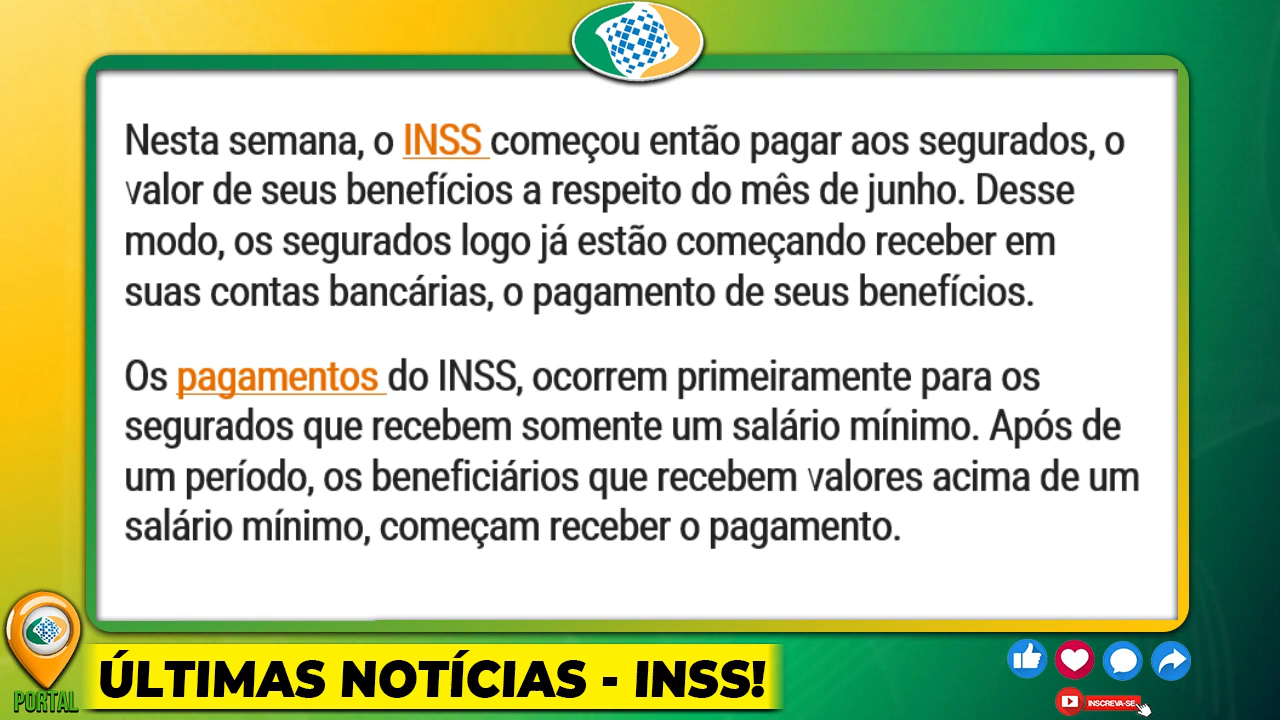 Nesta semana, o INSS começou então pagar aos segurados, o
valor de seus benefícios a respeito do mês de junho. Desse
modo, os segurados logo já estão começando receber em
suas contas bancárias, o pagamento de seus benefícios.
Os pagamentos do INSS, ocorrem primeiramente para os
segurados que recebem somente um salário mínimo. Após de
um período, os beneficiários que recebem valores acima de um
salário mínimo, começam receber o pagamento.
PORTAL
ÚLTIMAS NOTÍCIAS - INSS!
INSCREVA-SE